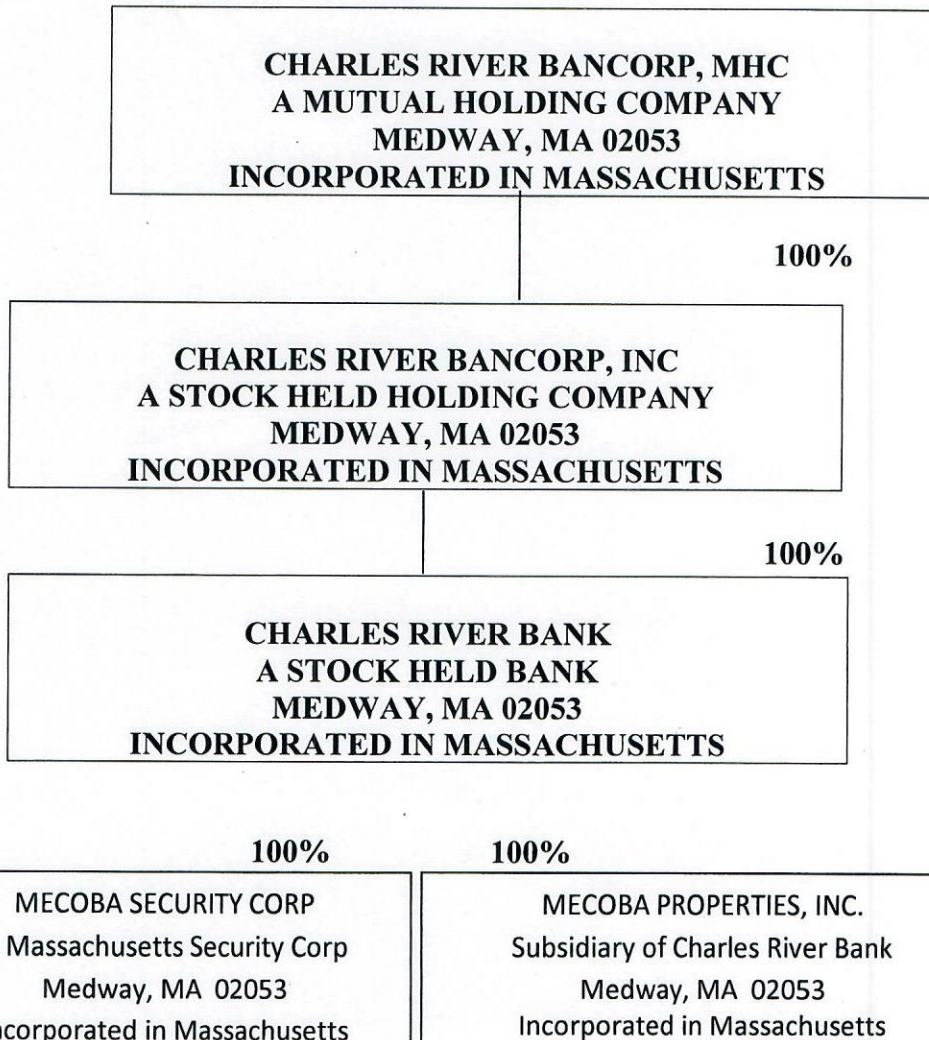 CHARLES RIVER BANCORP, MHC
A MUTUAL HOLDING COMPANY
MEDWAY, MA 02053
INCORPORATED IN MASSACHUSETTS
100%
CHARLES RIVER BANCORP, INC
A STOCK HELD HOLDING COMPANY
MEDWAY, MA 02053
INCORPORATED IN MASSACHUSETTS
100%
CHARLES RIVER BANK
A STOCK HELD BANK
MEDWAY, MA 02053
INCORPORATED IN MASSACHUSETTS
100% 100%
MECOBA SECURITY CORP
Massachusetts Security Corp
Medway, MA 02053
ncorporated in Massachusetts
MECOBA PROPERTIES, INC.
Subsidiary of Charles River Bank
Medway, MA 02053
Incorporated in Massachusetts